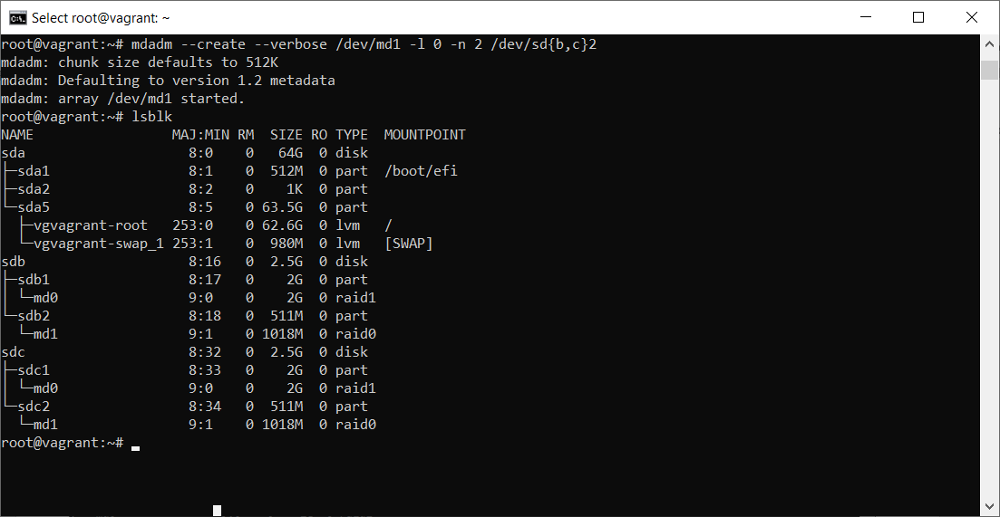 Select root@vagrant: ~
root@vagrant:~# mdadm --create --verbose /dev/md1 -l 0 -n 2 /dev/sd{b,c}2
mdadm: chunk size defaults to 512K
mdadm: Defaulting to version 1.2 metadata
mdadm: array /dev/md1 started.
root@vagrant:~# lsblk
NAME                 MAJ:MIN RM  SIZE RO TYPE  MOUNTPOINT
sda                    8:0    0   64G  0 disk
├─sda1                 8:1    0  512M  0 part  /boot/efi
├─sda2                 8:2    0    1K  0 part
└─sda5                 8:5    0 63.5G  0 part
  ├─vgvagrant-root   253:0    0 62.6G  0 lvm   /
  └─vgvagrant-swap_1 253:1    0  980M  0 lvm   [SWAP]
sdb                    8:16   0  2.5G  0 disk
├─sdb1                 8:17   0    2G  0 part
│ └─md0                9:0    0    2G  0 raid1
└─sdb2                 8:18   0  511M  0 part
  └─md1                9:1    0 1018M  0 raid0
sdc                    8:32   0  2.5G  0 disk
├─sdc1                 8:33   0    2G  0 part
│ └─md0                9:0    0    2G  0 raid1
└─sdc2                 8:34   0  511M  0 part
  └─md1                9:1    0 1018M  0 raid0
root@vagrant:~#